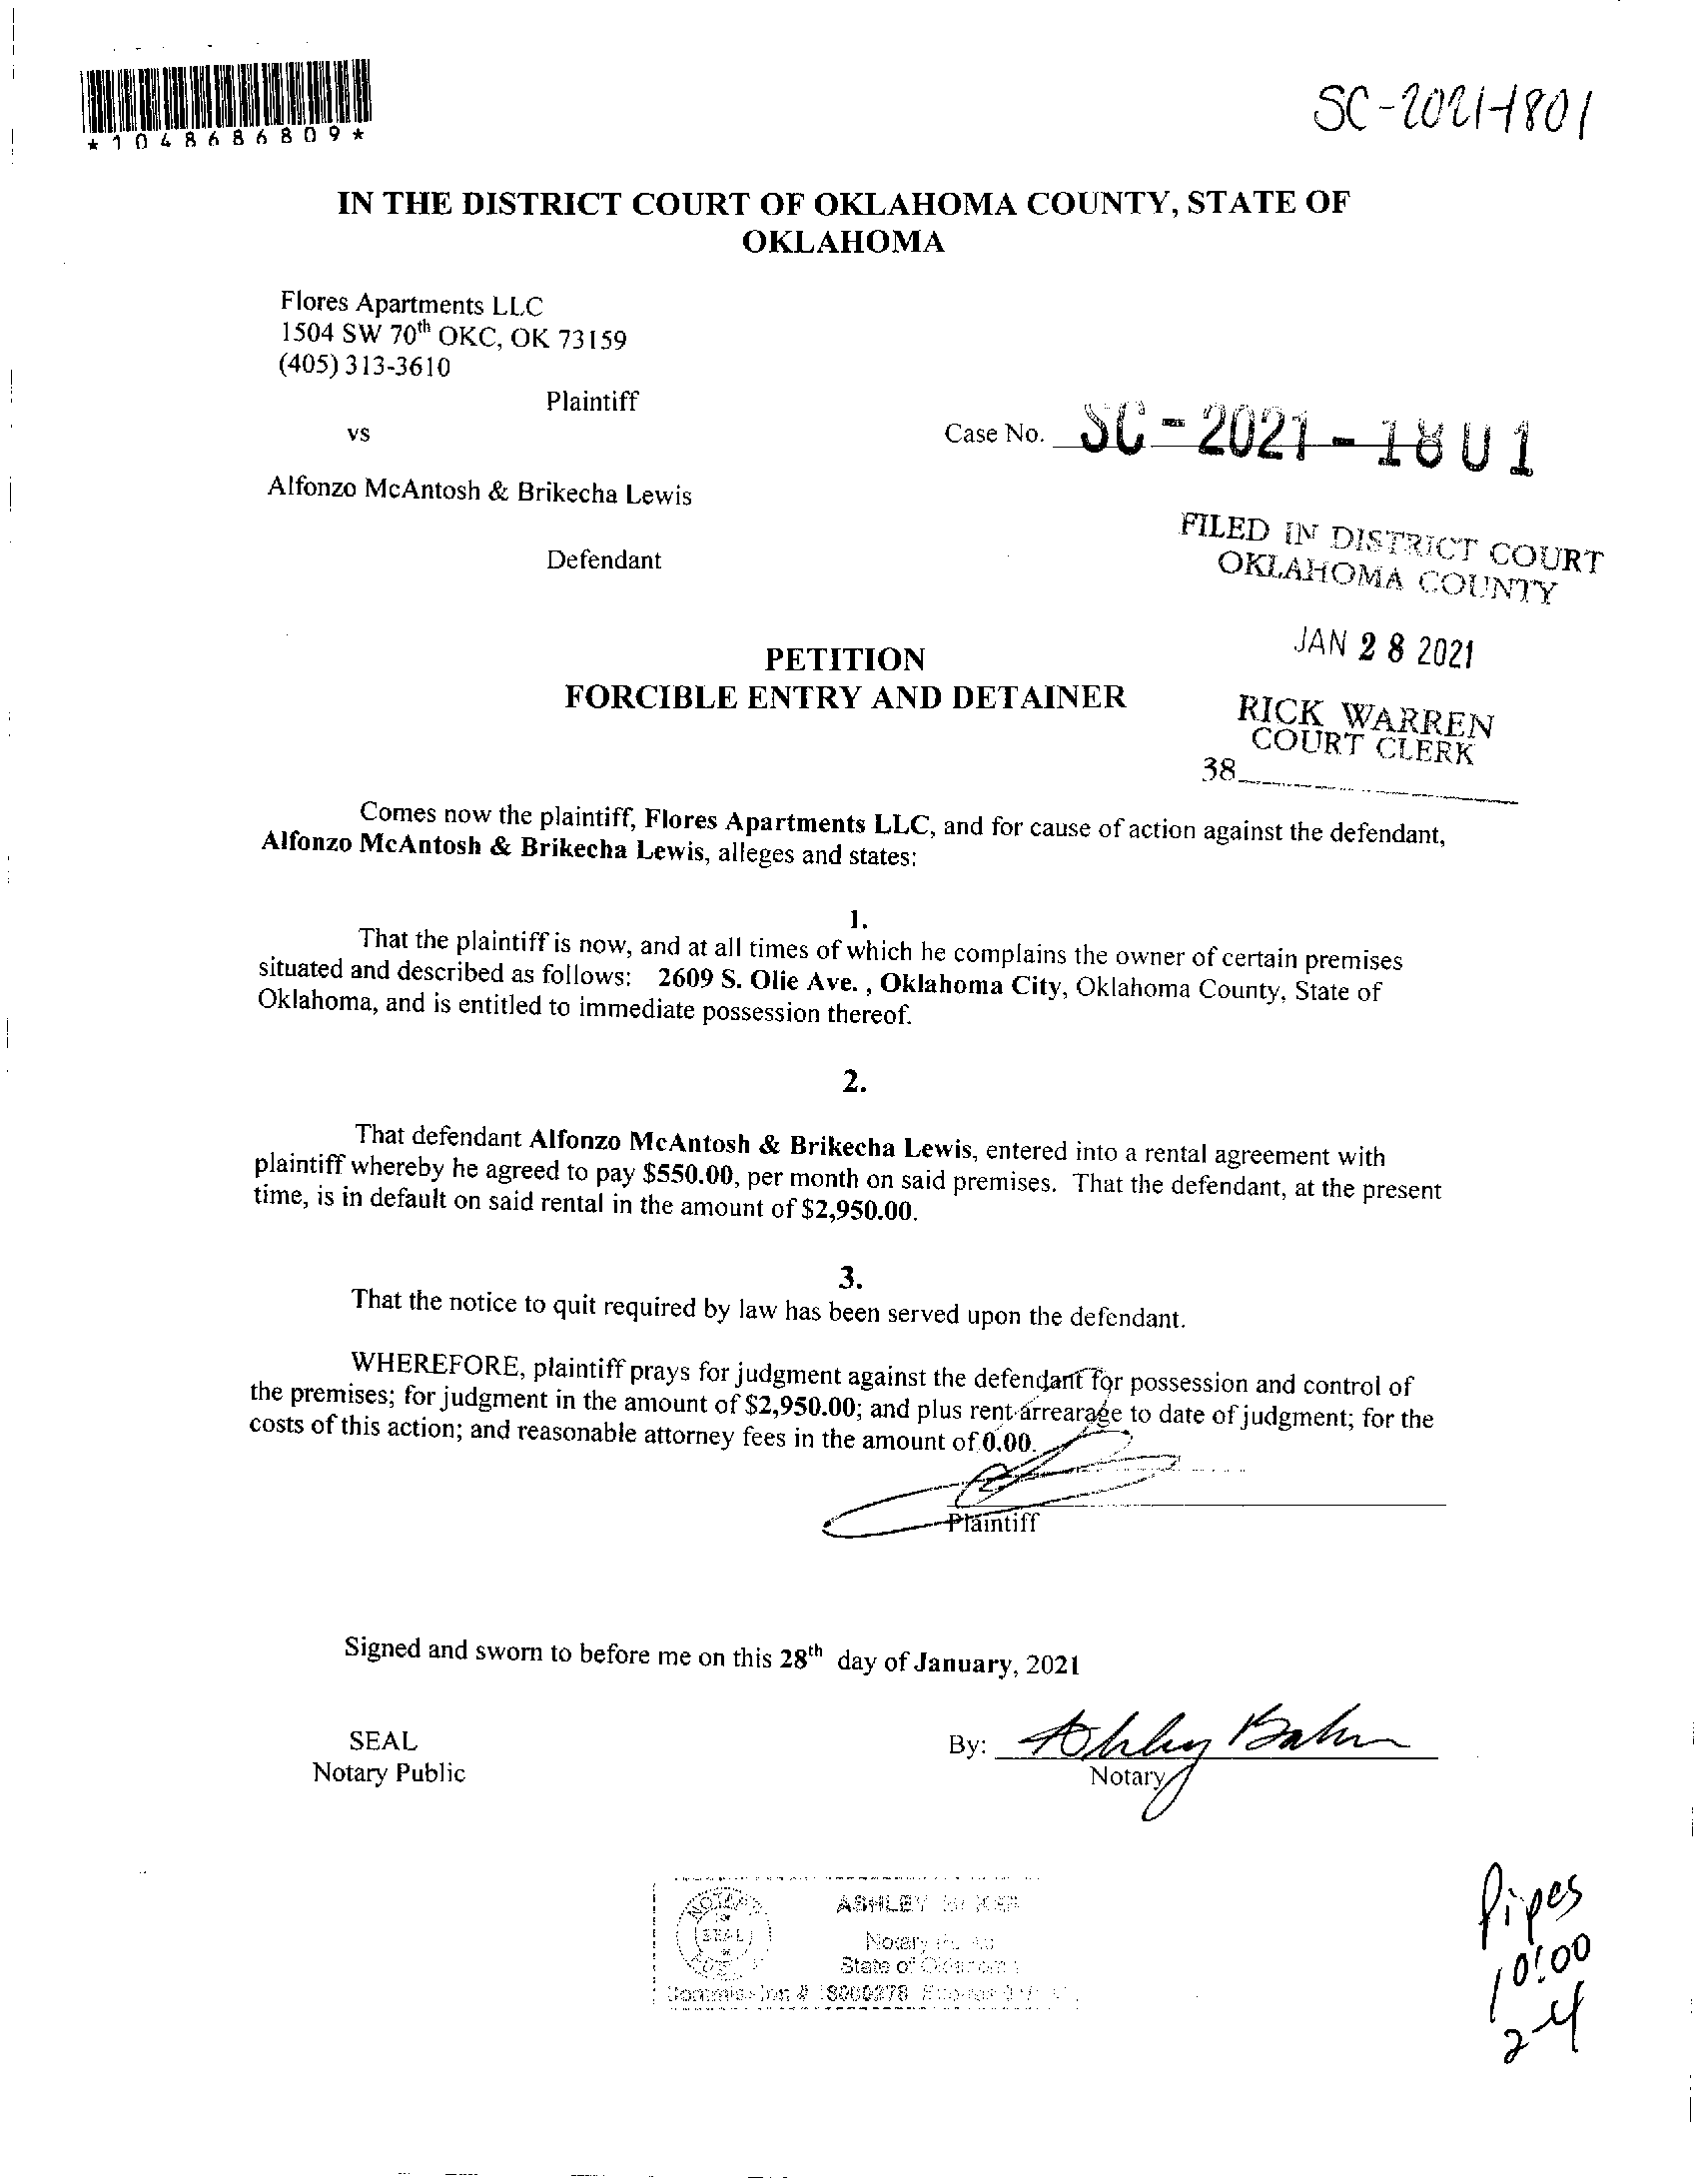 *1048686809*
SC-2021-1801
IN THE DISTRICT COURT OF OKLAHOMA COUNTY, STATE OF
OKLAHOMA
Flores Apartments LLC
1504 SW 70th OKC, OK 73159
(405) 313-3610
Plaintiff
vs
Case No. SC - 2021 - 1801
Alfonzo McAntosh & Brikecha Lewis
Defendant
FILED IN DISTRICT COURT
OKLAHOMA COUNTY
JAN 28 2021
RICK WARREN
COURT CLERK
38
PETITION
FORCIBLE ENTRY AND DETAINER
Comes now the plaintiff, Flores Apartments LLC, and for cause of action against the defendant,
Alfonzo McAntosh & Brikecha Lewis, alleges and states:
1.
That the plaintiff is now, and at all times of which he complains the owner of certain premises
situated and described as follows: 2609 S. Olie Ave. , Oklahoma City, Oklahoma County, State of
Oklahoma, and is entitled to immediate possession thereof.
2.
That defendant Alfonzo McAntosh & Brikecha Lewis, entered into a rental agreement with
plaintiff whereby he agreed to pay $550.00, per month on said premises. That the defendant, at the present
time, is in default on said rental in the amount of $2,950.00.
3.
That the notice to quit required by law has been served upon the defendant.
WHEREFORE, plaintiff prays for judgment against the defendant for possession and control of
the premises; for judgment in the amount of $2,950.00; and plus rent arrearage to date of judgment; for the
costs of this action; and reasonable attorney fees in the amount of 0.00.
Plaintiff
Signed and sworn to before me on this 28th day of January, 2021
SEAL
Notary Public
By:
Notary
ASHLEY
Notary
State of
Commission #
Pipes
10:00
2-4